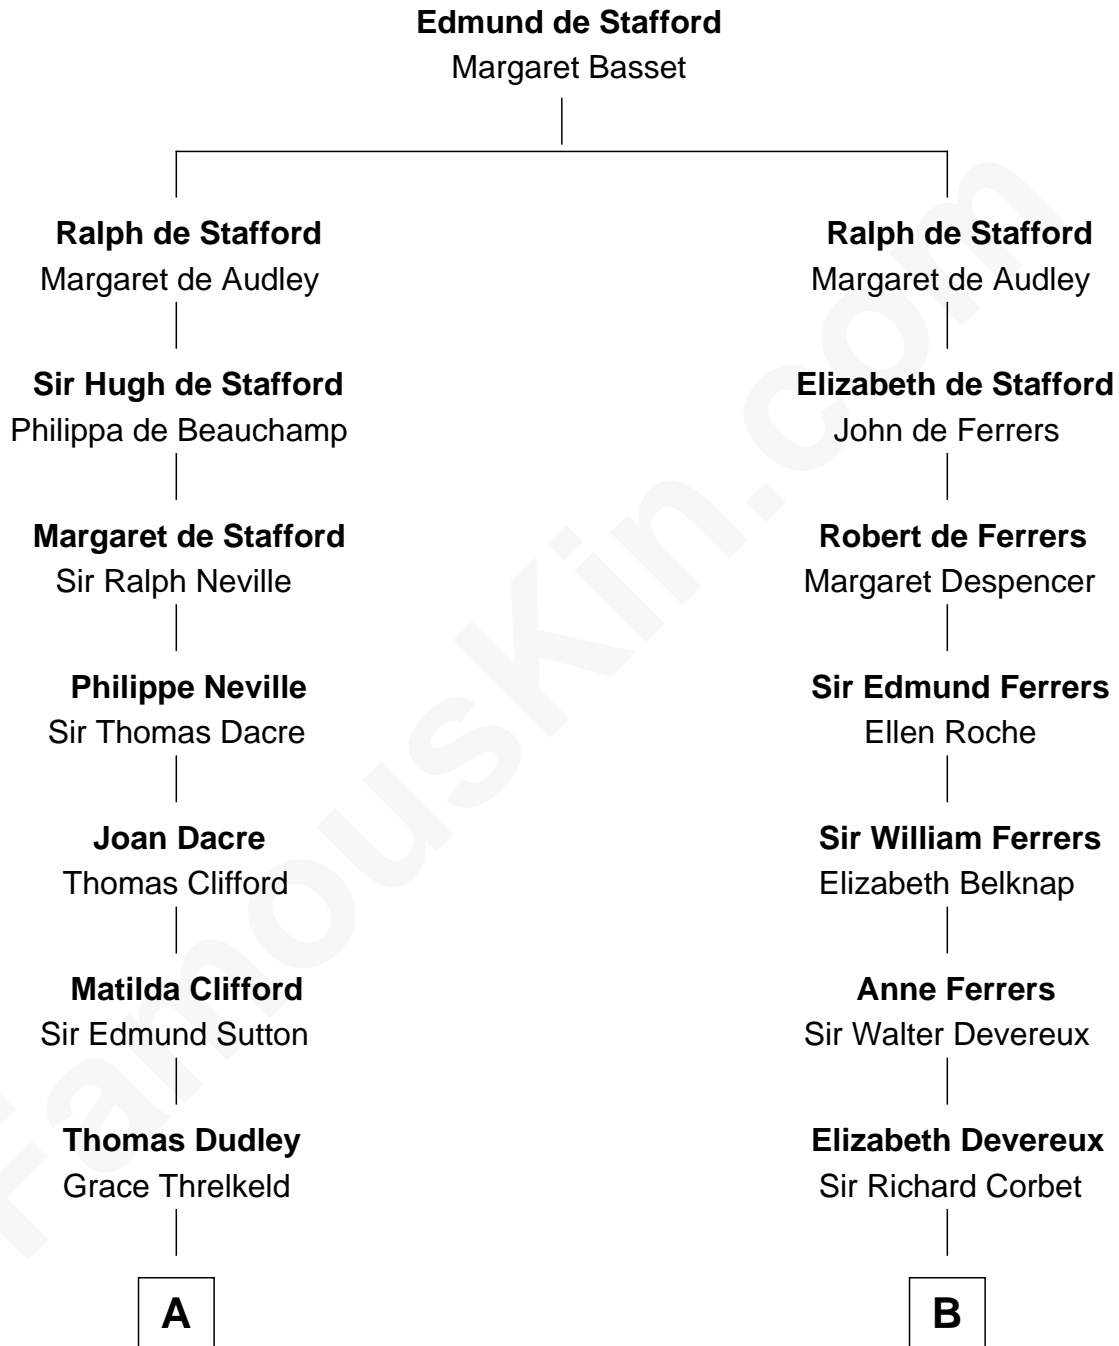 Edmund de Stafford
Margaret Basset
Ralph de Stafford
Margaret de Audley
Ralph de Stafford
Margaret de Audley
Sir Hugh de Stafford
Philippa de Beauchamp
Elizabeth de Stafford
John de Ferrers
Margaret de Stafford
Sir Ralph Neville
Robert de Ferrers
Margaret Despencer
Philippe Neville
Sir Thomas Dacre
Sir Edmund Ferrers
Ellen Roche
Joan Dacre
Thomas Clifford
Sir William Ferrers
Elizabeth Belknap
Matilda Clifford
Sir Edmund Sutton
Anne Ferrers
Sir Walter Devereux
Thomas Dudley
Grace Threlkeld
Elizabeth Devereux
Sir Richard Corbet
A
B
FamousKin.com